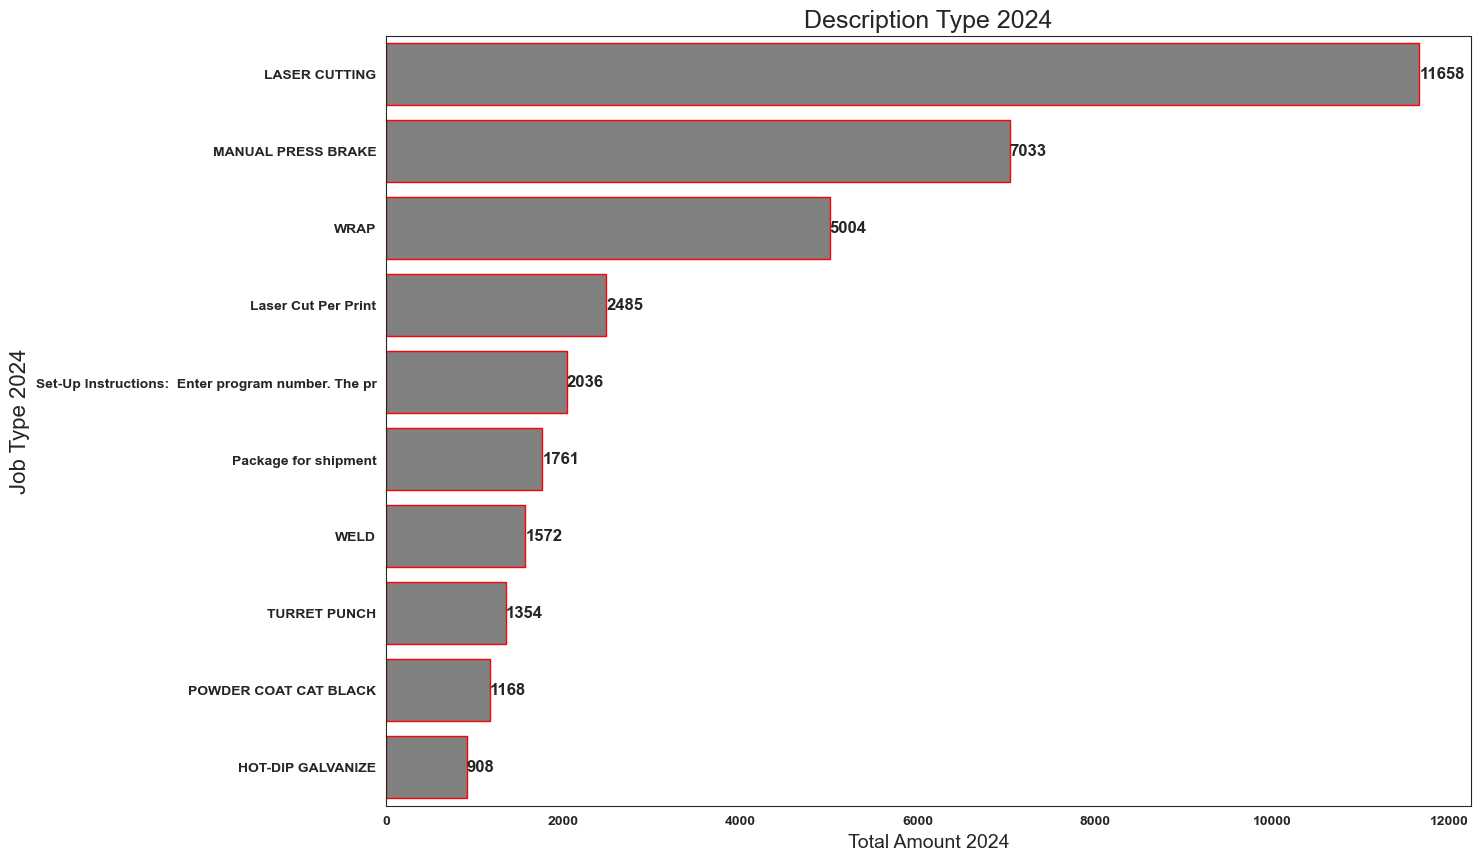 Description Type 2024
LASER CUTTING 11658
MANUAL PRESS BRAKE 7033
WRAP 5004
Laser Cut Per Print 2485
Set-Up Instructions:  Enter program number. The pr 2036
Package for shipment 1761
WELD 1572
TURRET PUNCH 1354
POWDER COAT CAT BLACK 1168
HOT-DIP GALVANIZE 908
Job Type 2024
0 2000 4000 6000 8000 10000 12000
Total Amount 2024